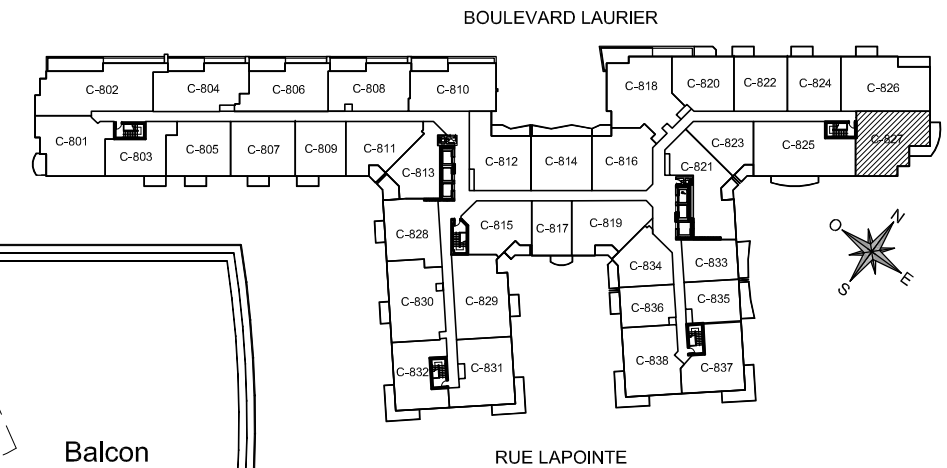 BOULEVARD LAURIER
C-802
C-804
C-806
C-808
C-810
C-818
C-820
C-822
C-824
C-826
C-801
C-803
C-805
C-807
C-809
C-811
C-813
C-812
C-814
C-816
C-821
C-823
C-825
C-827
C-828
C-815
C-817
C-819
C-834
C-833
C-830
C-829
C-836
C-835
C-832
C-831
C-838
C-837
O
N
S
E
Balcon
RUE LAPOINTE